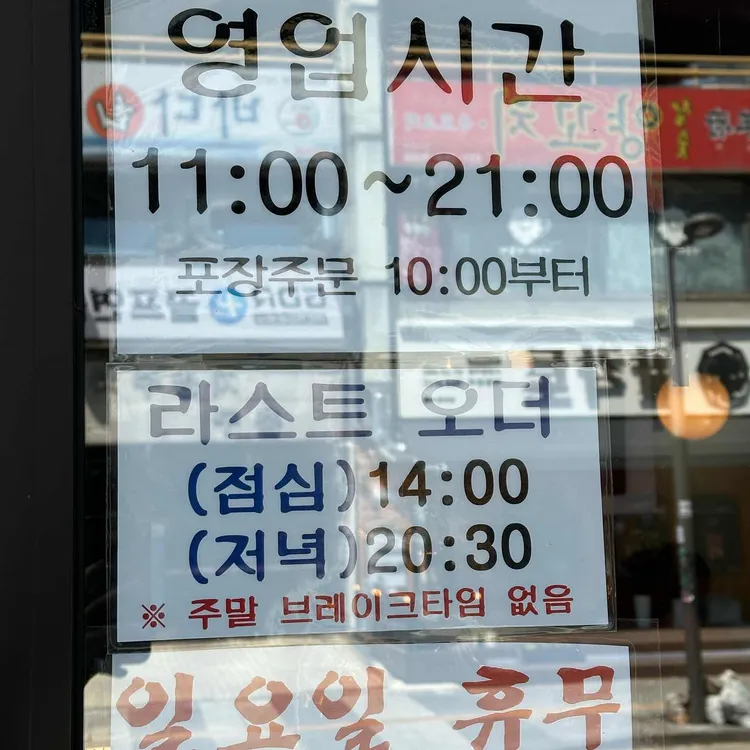 영업시간
11:00~21:00
포장주문 10:00부터
라스트 오더
(점심)14:00
(저녁)20:30
※ 주말 브레이크타임 없음
일요일 휴무